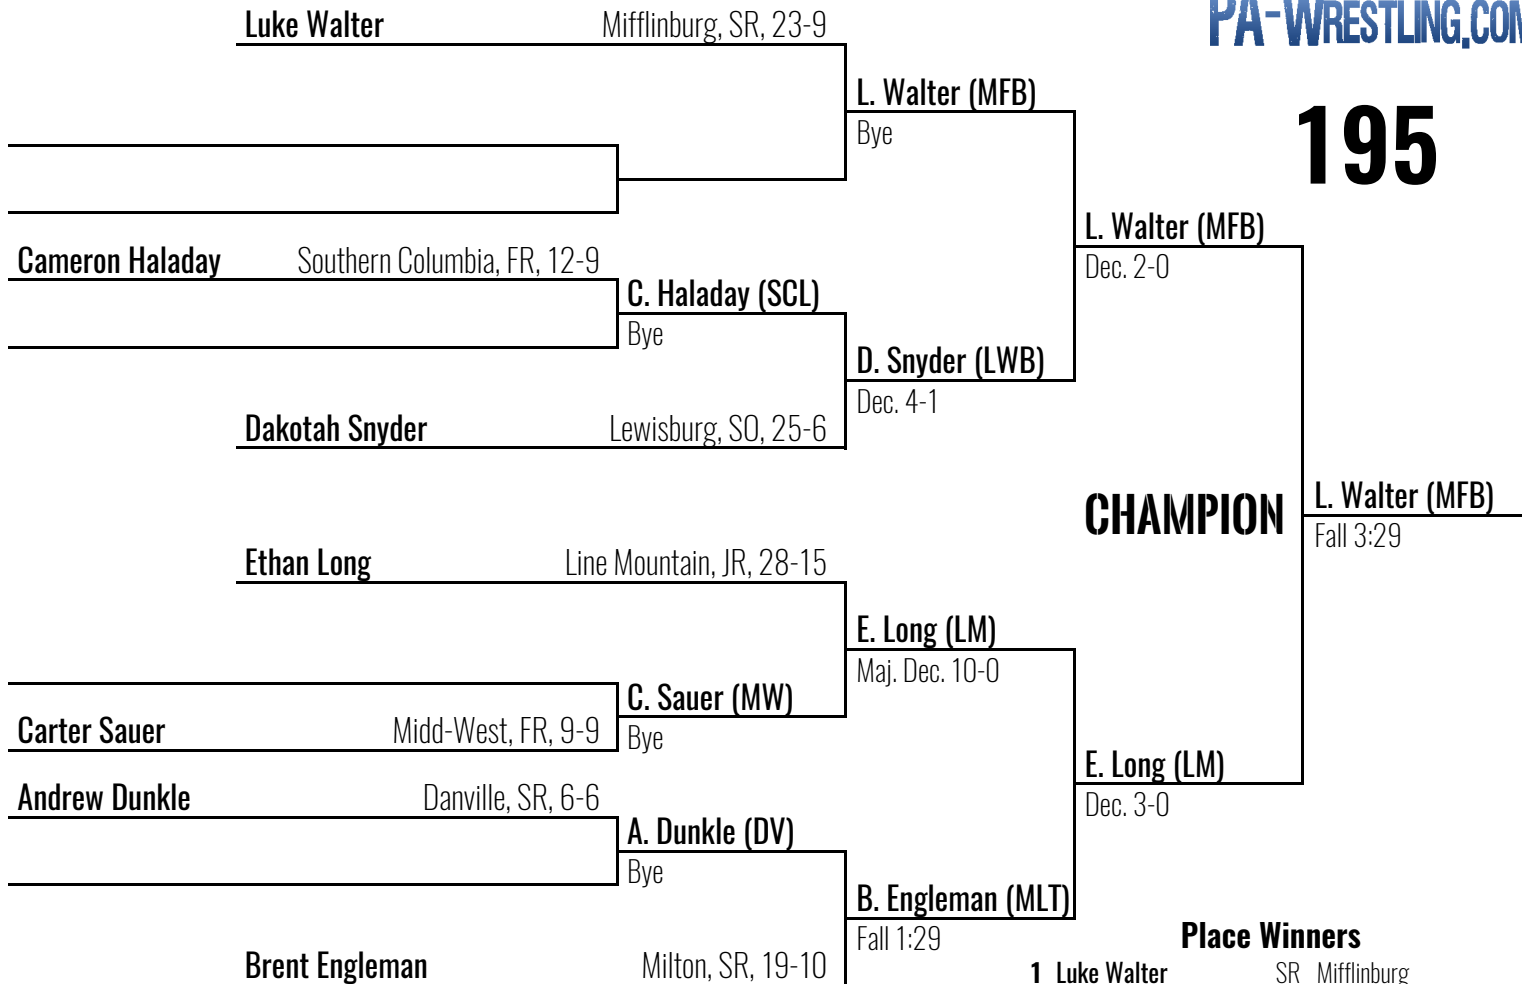 Luke Walter Mifflinburg, SR, 23-9
PA-WRESTLING.COM
195
L. Walter (MFB)
Bye
L. Walter (MFB)
Dec. 2-0
Cameron Haladay Southern Columbia, FR, 12-9
C. Haladay (SCL)
Bye
D. Snyder (LWB)
Dec. 4-1
Dakotah Snyder Lewisburg, SO, 25-6
CHAMPION
L. Walter (MFB)
Fall 3:29
Ethan Long Line Mountain, JR, 28-15
E. Long (LM)
Maj. Dec. 10-0
C. Sauer (MW)
Bye
Carter Sauer Midd-West, FR, 9-9
E. Long (LM)
Dec. 3-0
Andrew Dunkle Danville, SR, 6-6
A. Dunkle (DV)
Bye
B. Engleman (MLT)
Fall 1:29
Brent Engleman Milton, SR, 19-10
Place Winners
1 Luke Walter SR Mifflinburg